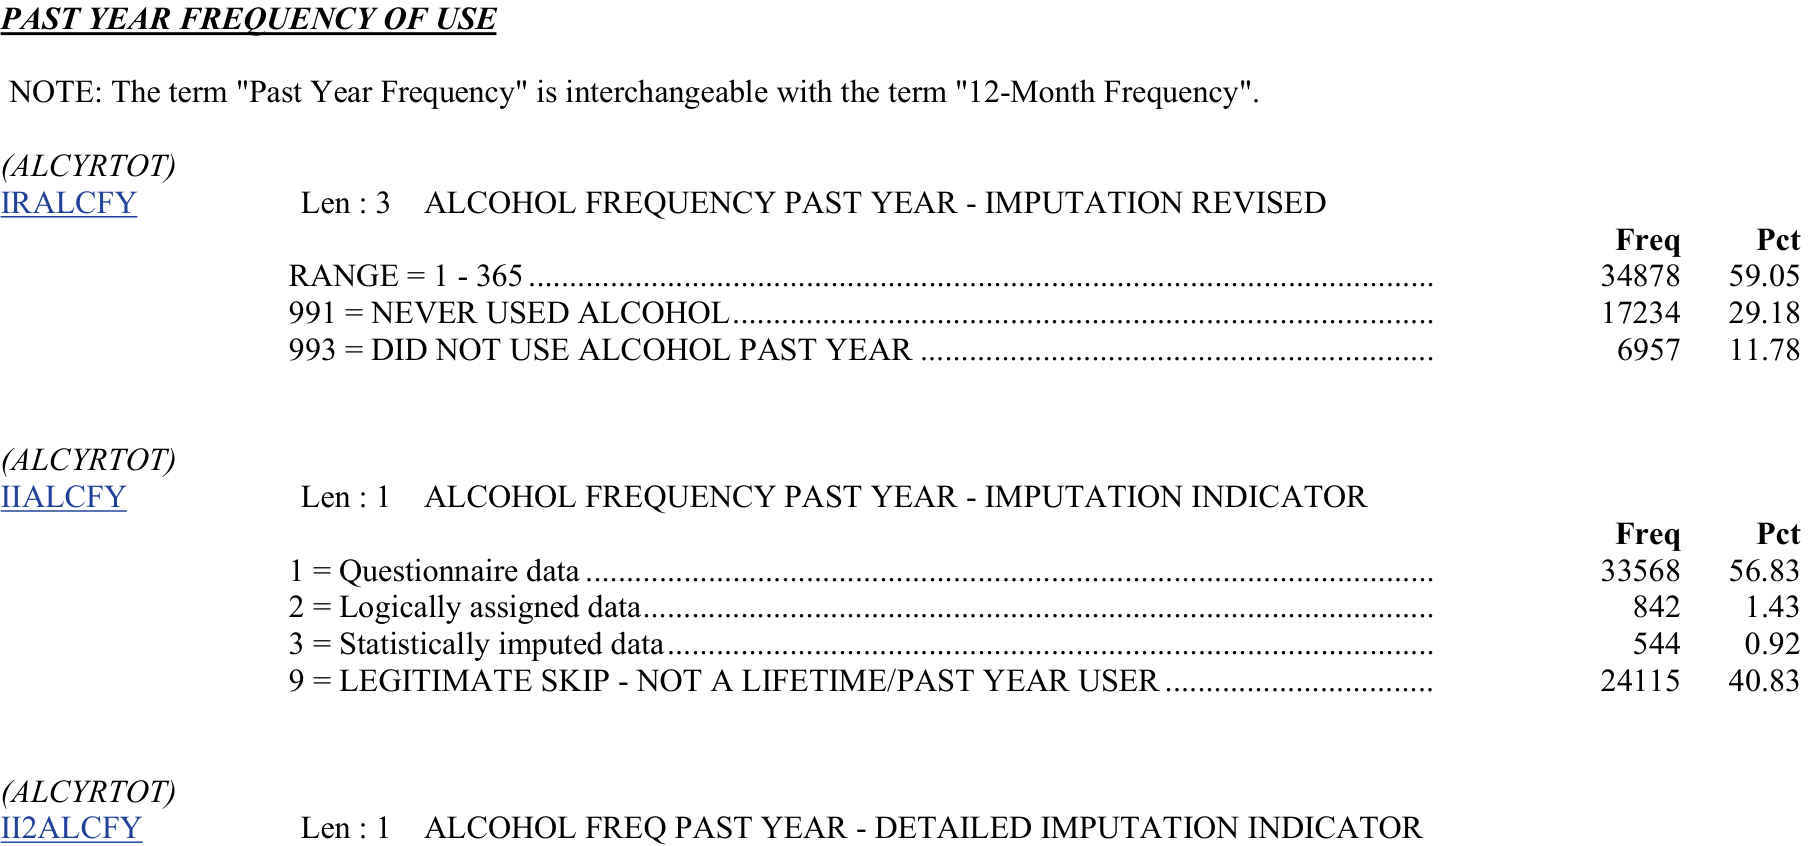 PAST YEAR FREQUENCY OF USE
NOTE: The term "Past Year Frequency" is interchangeable with the term "12-Month Frequency".
(ALCYRTOT)
IRALCFY Len : 3 ALCOHOL FREQUENCY PAST YEAR - IMPUTATION REVISED
Freq Pct
RANGE = 1 - 365 .................... 34878 59.05
991 = NEVER USED ALCOHOL.................... 17234 29.18
993 = DID NOT USE ALCOHOL PAST YEAR .................... 6957 11.78
(ALCYRTOT)
IIALCFY Len : 1 ALCOHOL FREQUENCY PAST YEAR - IMPUTATION INDICATOR
Freq Pct
1 = Questionnaire data .................... 33568 56.83
2 = Logically assigned data.................... 842 1.43
3 = Statistically imputed data.................... 544 0.92
9 = LEGITIMATE SKIP - NOT A LIFETIME/PAST YEAR USER .................... 24115 40.83
(ALCYRTOT)
II2ALCFY Len : 1 ALCOHOL FREQ PAST YEAR - DETAILED IMPUTATION INDICATOR